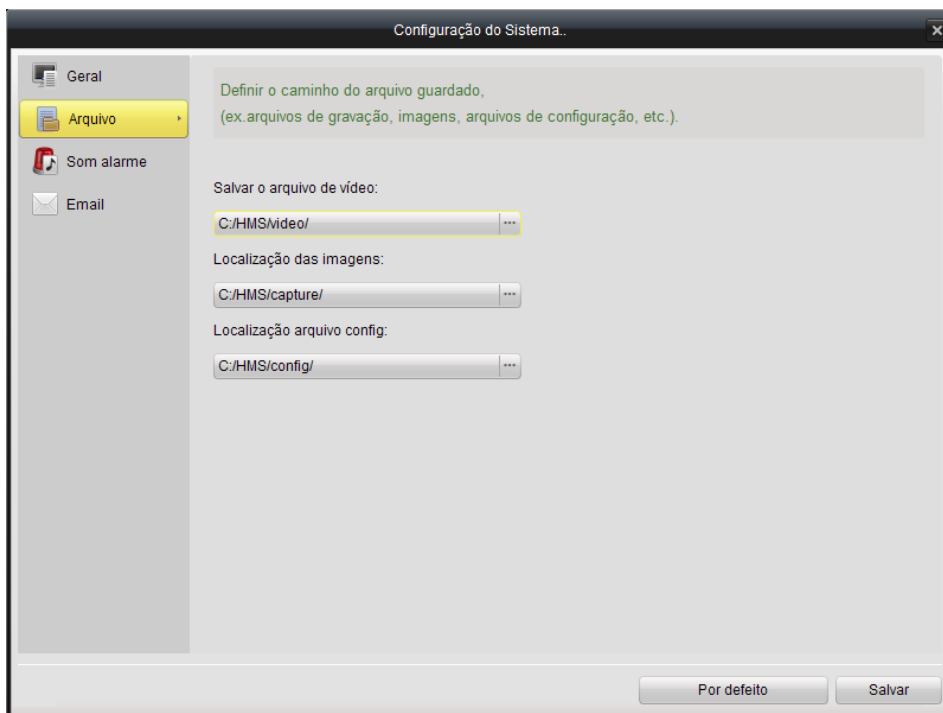 Configuração do Sistema..
Geral
Arquivo
Som alarme
Email
Definir o caminho do arquivo guardado,
(ex.arquivos de gravação, imagens, arquivos de configuração, etc.).
Salvar o arquivo de vídeo:
C:/HMS/video/
Localização das imagens:
C:/HMS/capture/
Localização arquivo config:
C:/HMS/config/
Por defeito
Salvar